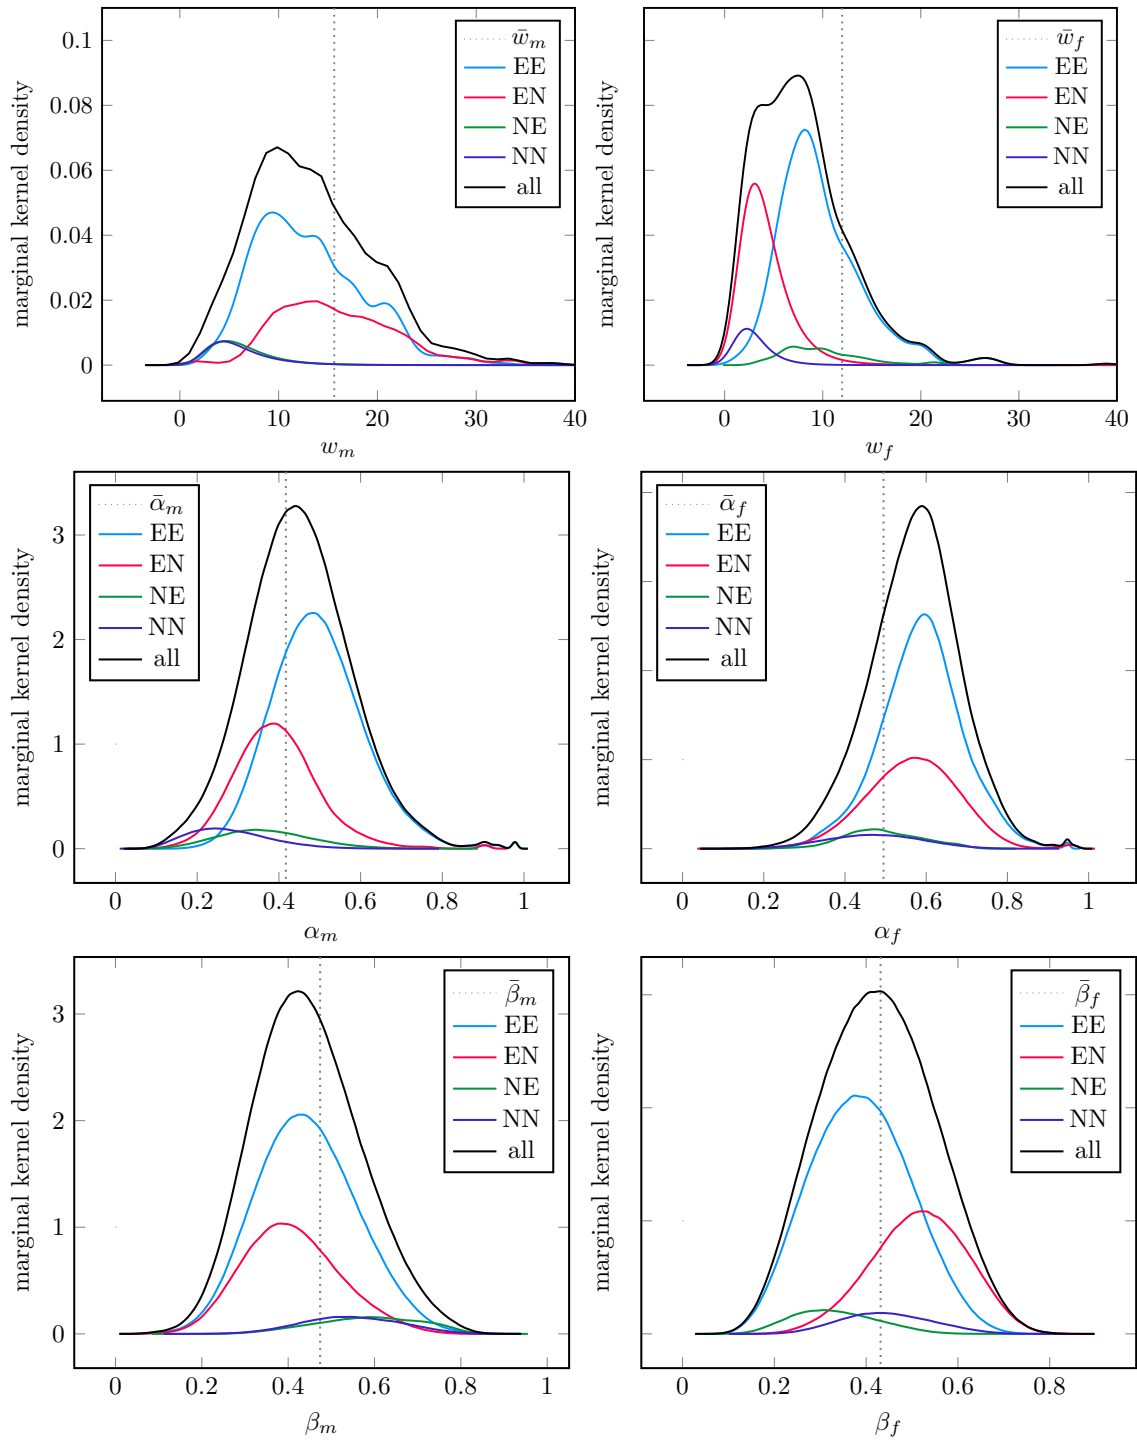 marginal kernel density
0.1
0.08
0.06
0.04
0.02
0
w̄_m
EE
EN
NE
NN
all
0 10 20 30 40
w_m
marginal kernel density
w̄_f
EE
EN
NE
NN
all
0 10 20 30 40
w_f
marginal kernel density
3
2
1
0
ᾱ_m
EE
EN
NE
NN
all
0 0.2 0.4 0.6 0.8 1
α_m
marginal kernel density
ᾱ_f
EE
EN
NE
NN
all
0 0.2 0.4 0.6 0.8 1
α_f
marginal kernel density
3
2
1
0
β̄_m
EE
EN
NE
NN
all
0 0.2 0.4 0.6 0.8 1
β_m
marginal kernel density
β̄_f
EE
EN
NE
NN
all
0 0.2 0.4 0.6 0.8
β_f